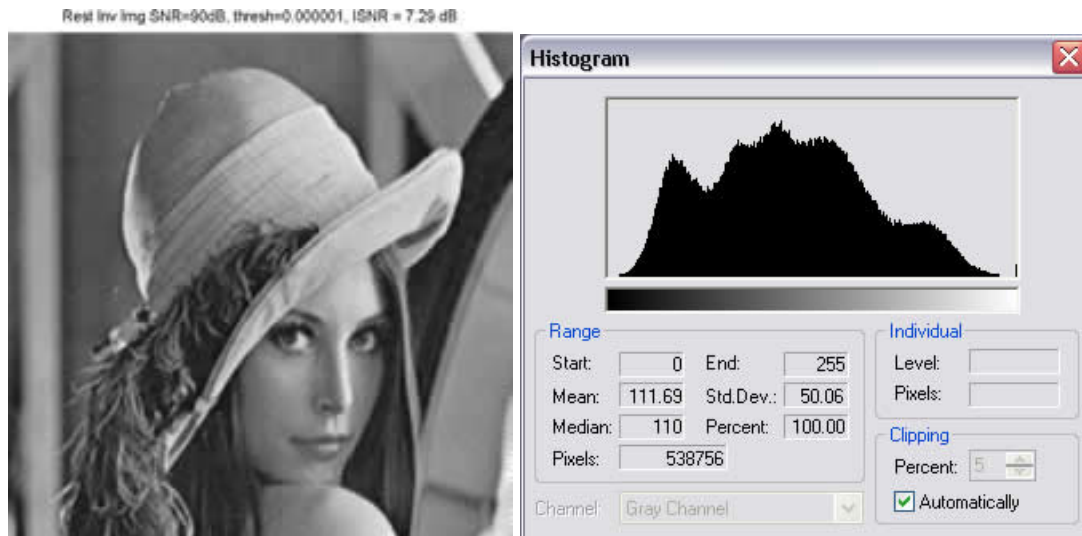 Rest Inv Img SNR=90dB, thresh=0.000001, ISNR = 7.29 dB
Histogram
Range
Start: 0 End: 255
Mean: 111.69 Std.Dev.: 50.06
Median: 110 Percent: 100.00
Pixels: 538756
Channel: Gray Channel
Individual
Level:
Pixels:
Clipping
Percent: 5
Automatically